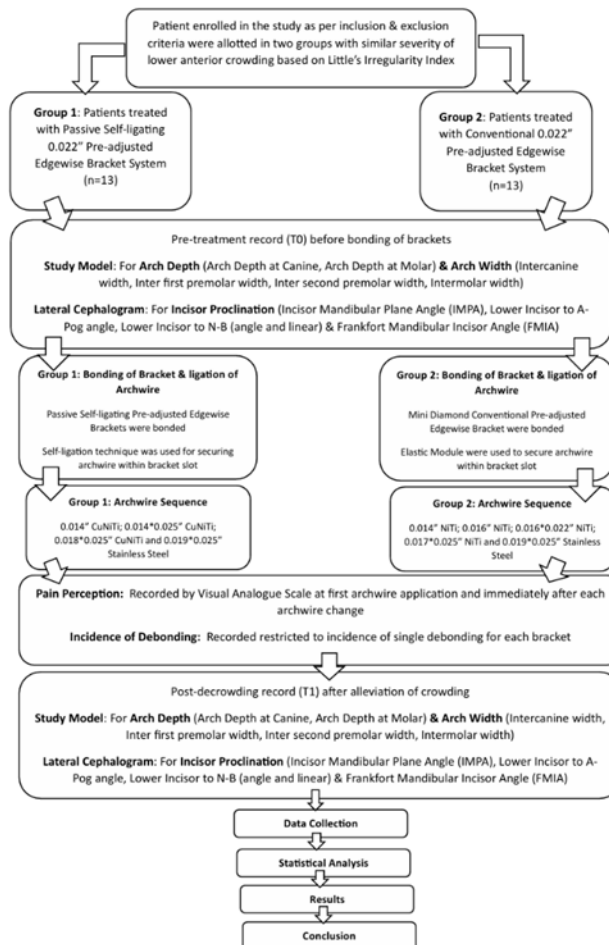 Patient enrolled in the study as per inclusion & exclusion
criteria were allotted in two groups with similar severity of
lower anterior crowding based on Little's Irregularity Index
Group 1: Patients treated
with Passive Self-ligating
0.022" Pre-adjusted
Edgewise Bracket System
(n=13)
Group 2: Patients treated
with Conventional 0.022"
Pre-adjusted Edgewise
Bracket System
(n=13)
Pre-treatment record (T0) before bonding of brackets
Study Model: For Arch Depth (Arch Depth at Canine, Arch Depth at Molar) & Arch Width (Intercanine
width, Inter first premolar width, Inter second premolar width, Intermolar width)
Lateral Cephalogram: For Incisor Proclination (Incisor Mandibular Plane Angle (IMPA), Lower Incisor to A-
Pog angle, Lower Incisor to N-B (angle and linear) & Frankfort Mandibular Incisor Angle (FMIA)
Group 1: Bonding of Bracket & ligation of
Archwire
Passive Self-ligating Pre-adjusted Edgewise
Brackets were bonded
Self-ligation technique was used for securing
archwire within bracket slot
Group 2: Bonding of Bracket & ligation of
Archwire
Mini Diamond Conventional Pre-adjusted
Edgewise Bracket were bonded
Elastic Module were used to secure archwire
within bracket slot
Group 1: Archwire Sequence
0.014" CuNiTi; 0.014*0.025" CuNiTi;
0.018*0.025" CuNiTi and 0.019*0.025"
Stainless Steel
Group 2: Archwire Sequence
0.014" NiTi; 0.016" NiTi; 0.016*0.022" NiTi;
0.017*0.025" NiTi and 0.019*0.025" Stainless
Steel
Pain Perception: Recorded by Visual Analogue Scale at first archwire application and immediately after each
archwire change
Incidence of Debonding: Recorded restricted to incidence of single debonding for each bracket
Post-decrowding record (T1) after alleviation of crowding
Study Model: For Arch Depth (Arch Depth at Canine, Arch Depth at Molar) & Arch Width (Intercanine width,
Inter first premolar width, Inter second premolar width, Intermolar width)
Lateral Cephalogram: For Incisor Proclination (Incisor Mandibular Plane Angle (IMPA), Lower Incisor to A-
Pog angle, Lower Incisor to N-B (angle and linear) & Frankfort Mandibular Incisor Angle (FMIA)
Data Collection
Statistical Analysis
Results
Conclusion